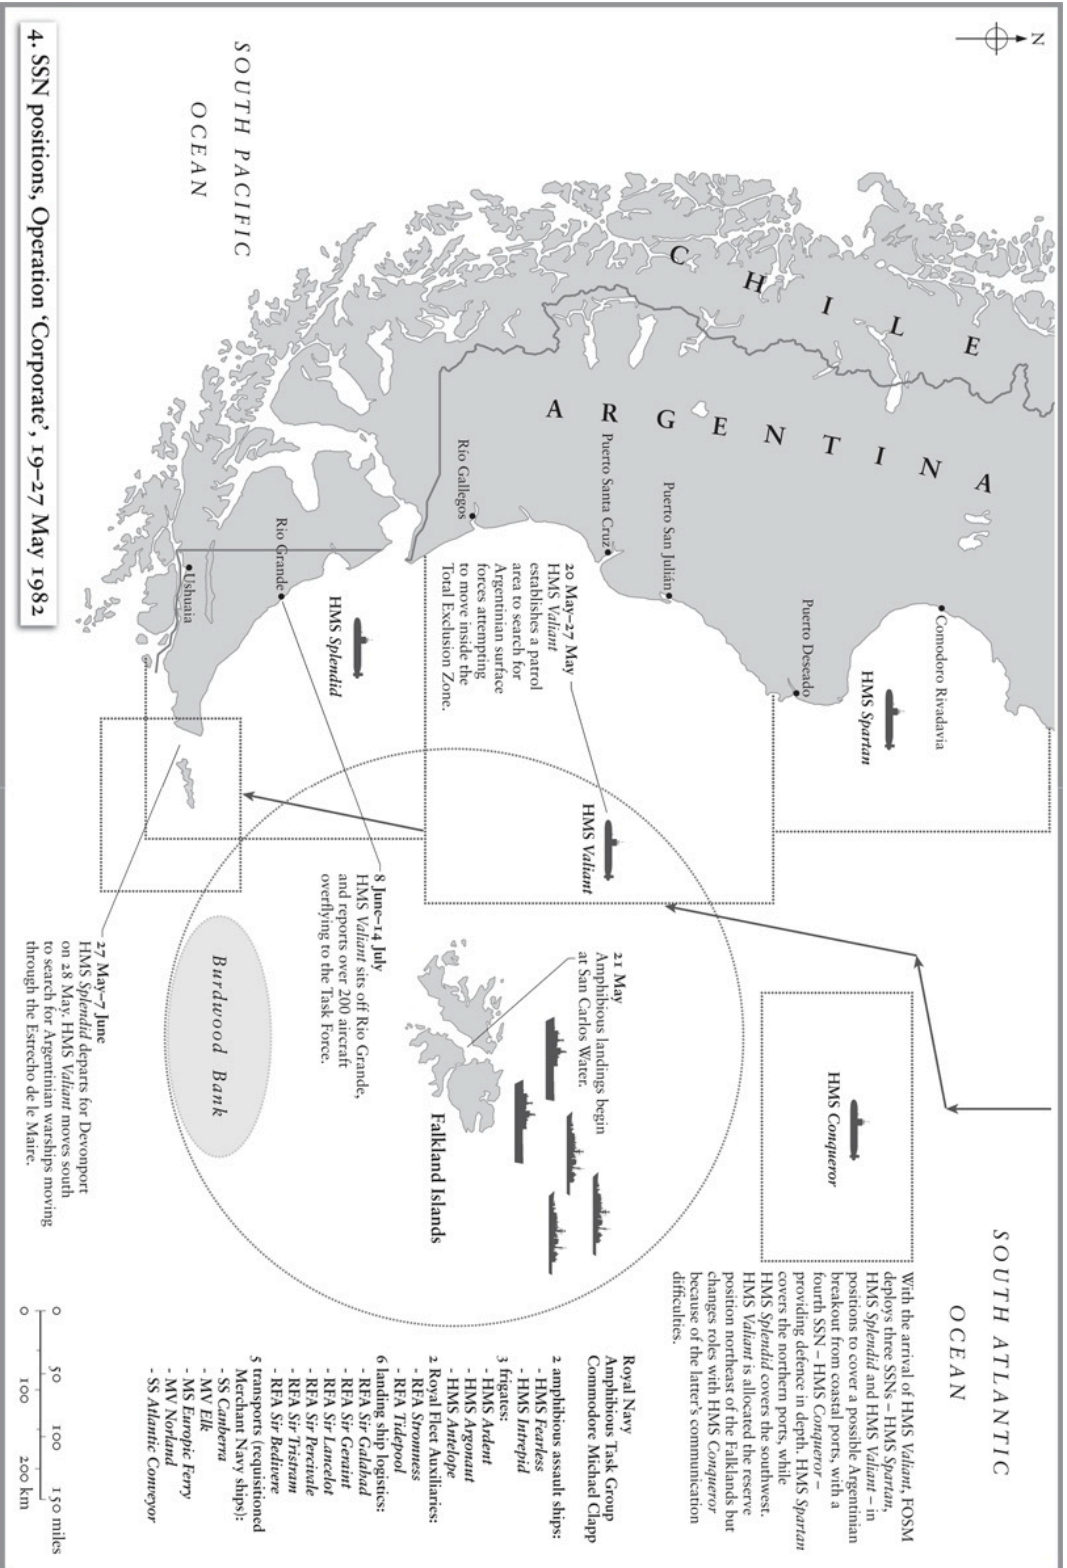 4. SSN positions, Operation ‘Corporate’, 19–27 May 1982
N
SOUTH PACIFIC
OCEAN
CHILE
ARGENTINA
Comodoro Rivadavia
Puerto Deseado
Puerto San Julián
Puerto Santa Cruz
Río Gallegos
Rio Grande
Ushuaia
HMS Spartan
HMS Splendid
HMS Valiant
HMS Conqueror
20 May–27 May
HMS Valiant
establishes a patrol
area to search for
Argentinian surface
forces attempting
to move inside the
Total Exclusion Zone.
21 May
Amphibious landings begin
at San Carlos Water.
Falkland Islands
8 June–14 July
HMS Valiant sits off Rio Grande,
and reports over 200 aircraft
overflying to the Task Force.
Burdwood Bank
27 May–7 June
HMS Splendid departs for Devonport
on 28 May. HMS Valiant moves south
to search for Argentinian warships moving
through the Estrecho de le Maire.
SOUTH ATLANTIC
OCEAN
With the arrival of HMS Valiant, FOSM
deploys three SSNs – HMS Spartan,
HMS Splendid and HMS Valiant – in
positions to cover a possible Argentinian
breakout from coastal ports, with a
fourth SSN – HMS Conqueror –
providing defence in depth. HMS Spartan
covers the northern ports, while
HMS Splendid covers the southwest.
HMS Valiant is allocated the reserve
position northeast of the Falklands but
changes roles with HMS Conqueror
because of the latter’s communication
difficulties.
Royal Navy
Amphibious Task Group
Commodore Michael Clapp
2 amphibious assault ships:
- HMS Fearless
- HMS Intrepid
3 frigates:
- HMS Ardent
- HMS Argonaut
- HMS Antelope
2 Royal Fleet Auxiliaries:
- RFA Stromness
- RFA Tidepool
6 landing ship logistics:
- RFA Sir Galahad
- RFA Sir Geraint
- RFA Sir Lancelot
- RFA Sir Percivale
- RFA Sir Tristram
- RFA Sir Bedivere
5 transports (requisitioned
Merchant Navy ships):
- SS Canberra
- MV Elk
- MS Europic Ferry
- MV Norland
- SS Atlantic Conveyor
0 50 100 150 miles
0 100 200 km